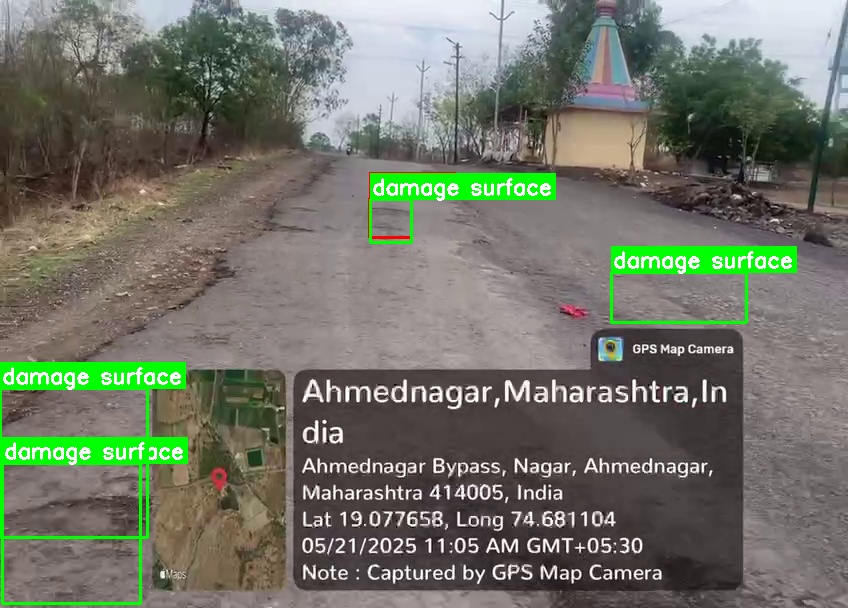 damage surface
damage surface
damage surface
damage surface
GPS Map Camera
Ahmednagar,Maharashtra,In
dia
Ahmednagar Bypass, Nagar, Ahmednagar,
Maharashtra 414005, India
Lat 19.077658, Long 74.681104
05/21/2025 11:05 AM GMT+05:30
Note : Captured by GPS Map Camera
Maps